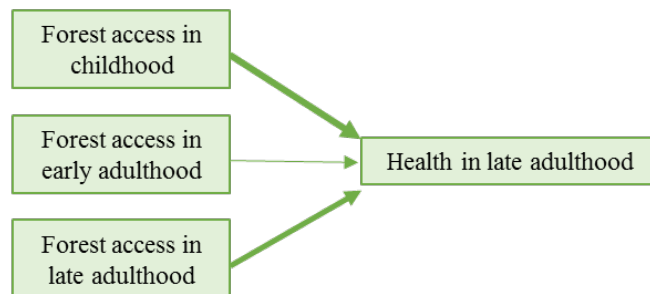 Forest access in
childhood
Forest access in
early adulthood
Health in late adulthood
Forest access in
late adulthood